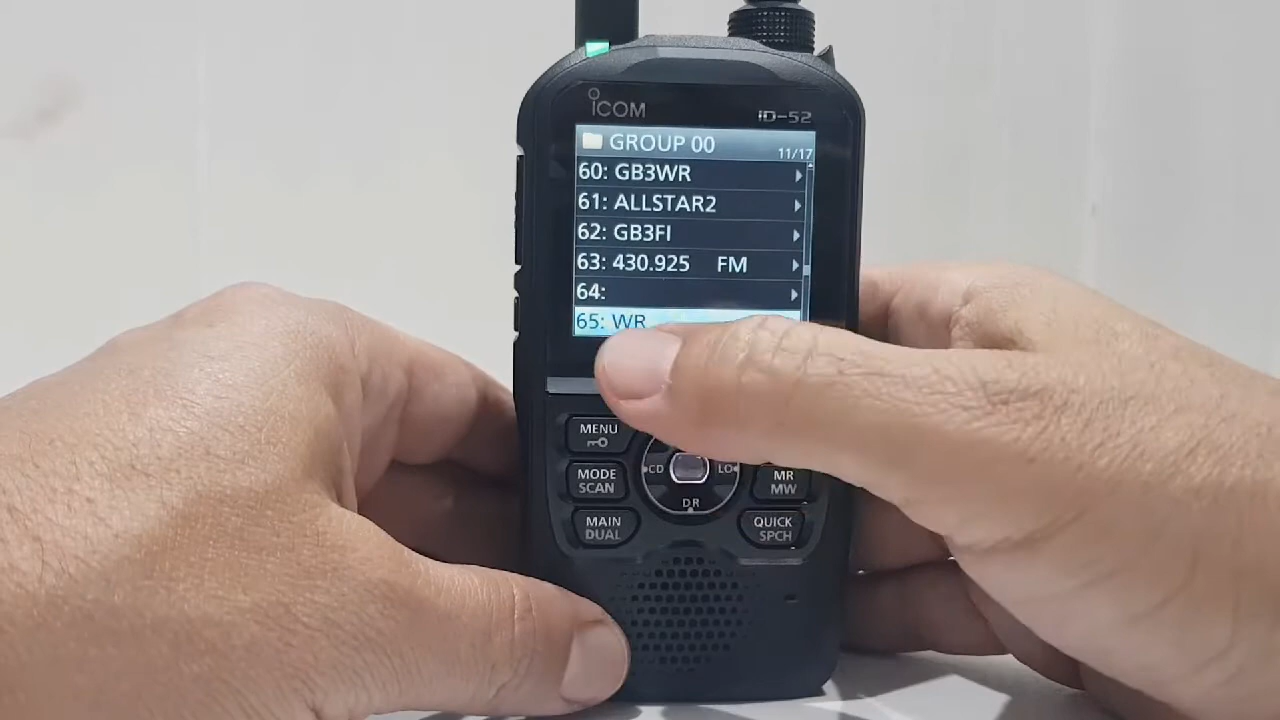 iCOM
iD-52
GROUP 00
11/17
60: GB3WR
61: ALLSTAR2
62: GB3FI
63: 430.925 FM
64:
65: WR
MENU
MODE
SCAN
MAIN
DUAL
CD
LO
DR
MR
MW
QUICK
SPCH